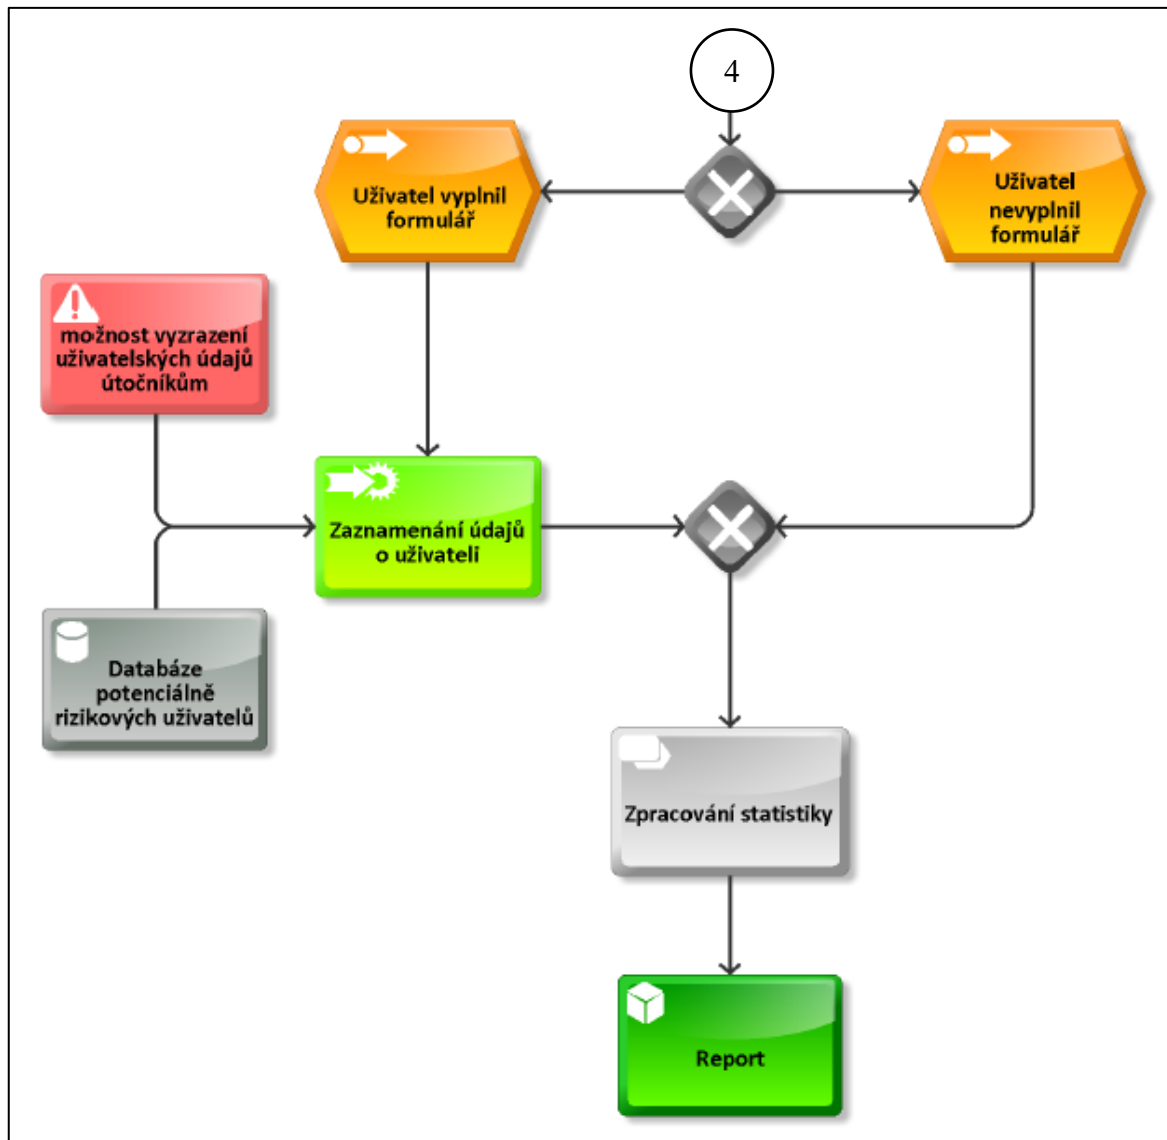 4
Uživatel vyplnil
formulář
Uživatel
nevyplnil
formulář
možnost vyzrazení
uživatelských údajů
útočníkům
Zaznamenání údajů
o uživateli
Databáze
potenciálně
rizikových uživatelů
Zpracování statistiky
Report